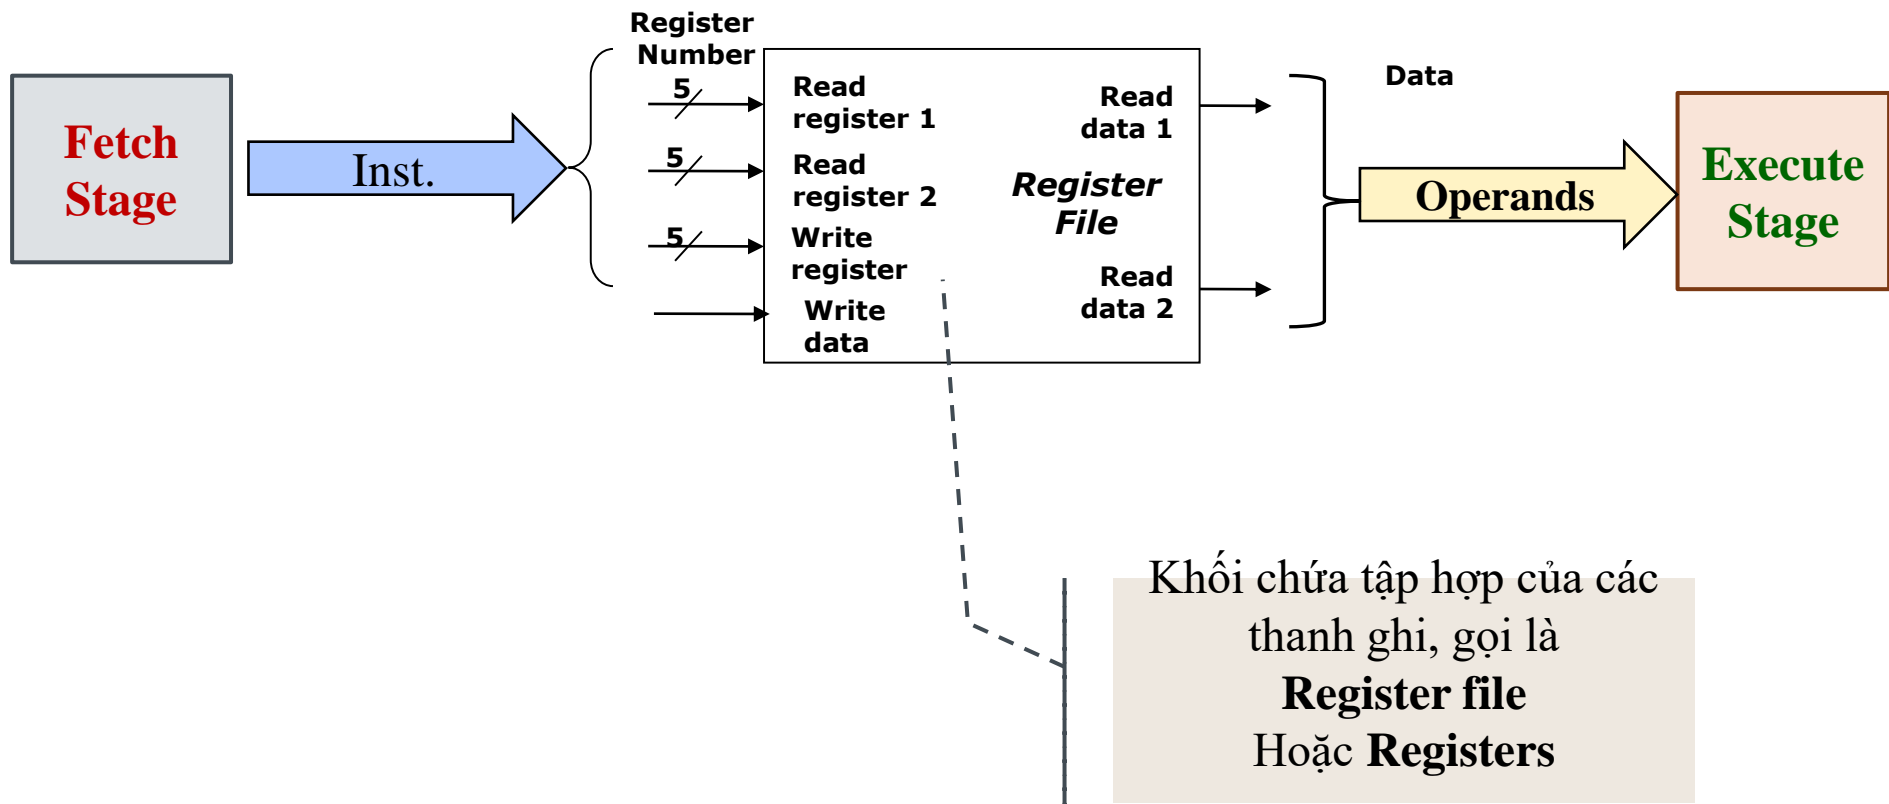 Fetch
Stage
Inst.
Register
Number
5
5
5
Read
register 1
Read
register 2
Write
register
Write
data
Register
File
Read
data 1
Read
data 2
Data
Operands
Execute
Stage
Khối chứa tập hợp của các
thanh ghi, gọi là
Register file
Hoặc Registers